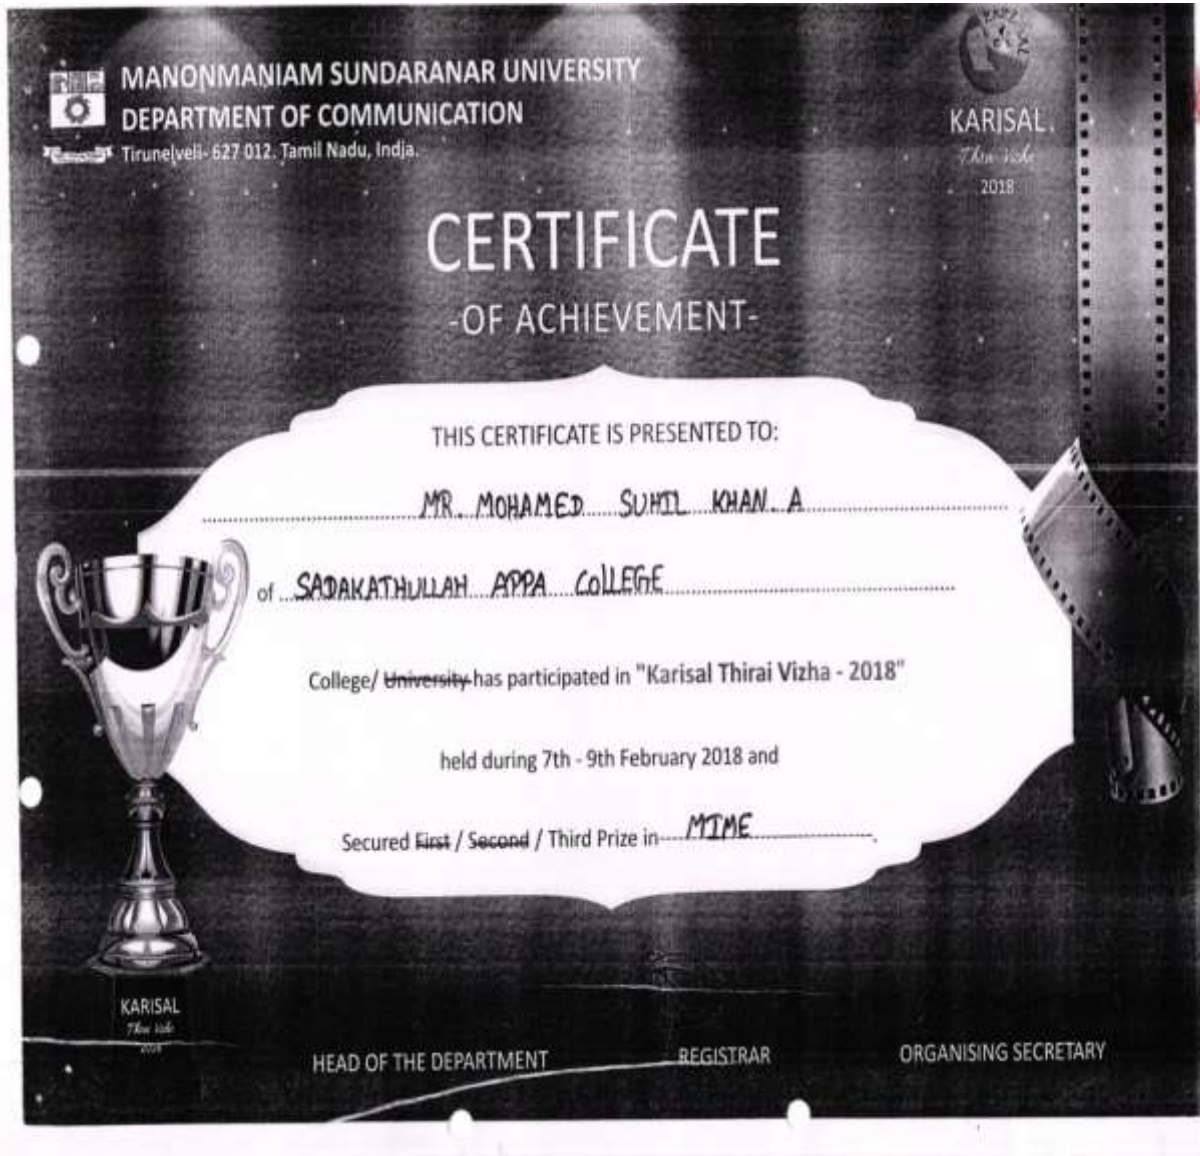 MANONMANIAM SUNDARANAR UNIVERSITY
DEPARTMENT OF COMMUNICATION
Tirunelveli- 627 012. Tamil Nadu, India.
KARISAL
2018
CERTIFICATE
-OF ACHIEVEMENT-
THIS CERTIFICATE IS PRESENTED TO:
MR. MOHAMED SUHIL KHAN. A
of SADAKATHULLAH APPA COLLEGE
College/ University has participated in "Karisal Thirai Vizha - 2018"
held during 7th - 9th February 2018 and
Secured First / Second / Third Prize in MIME.
KARISAL
2018
HEAD OF THE DEPARTMENT
REGISTRAR
ORGANISING SECRETARY